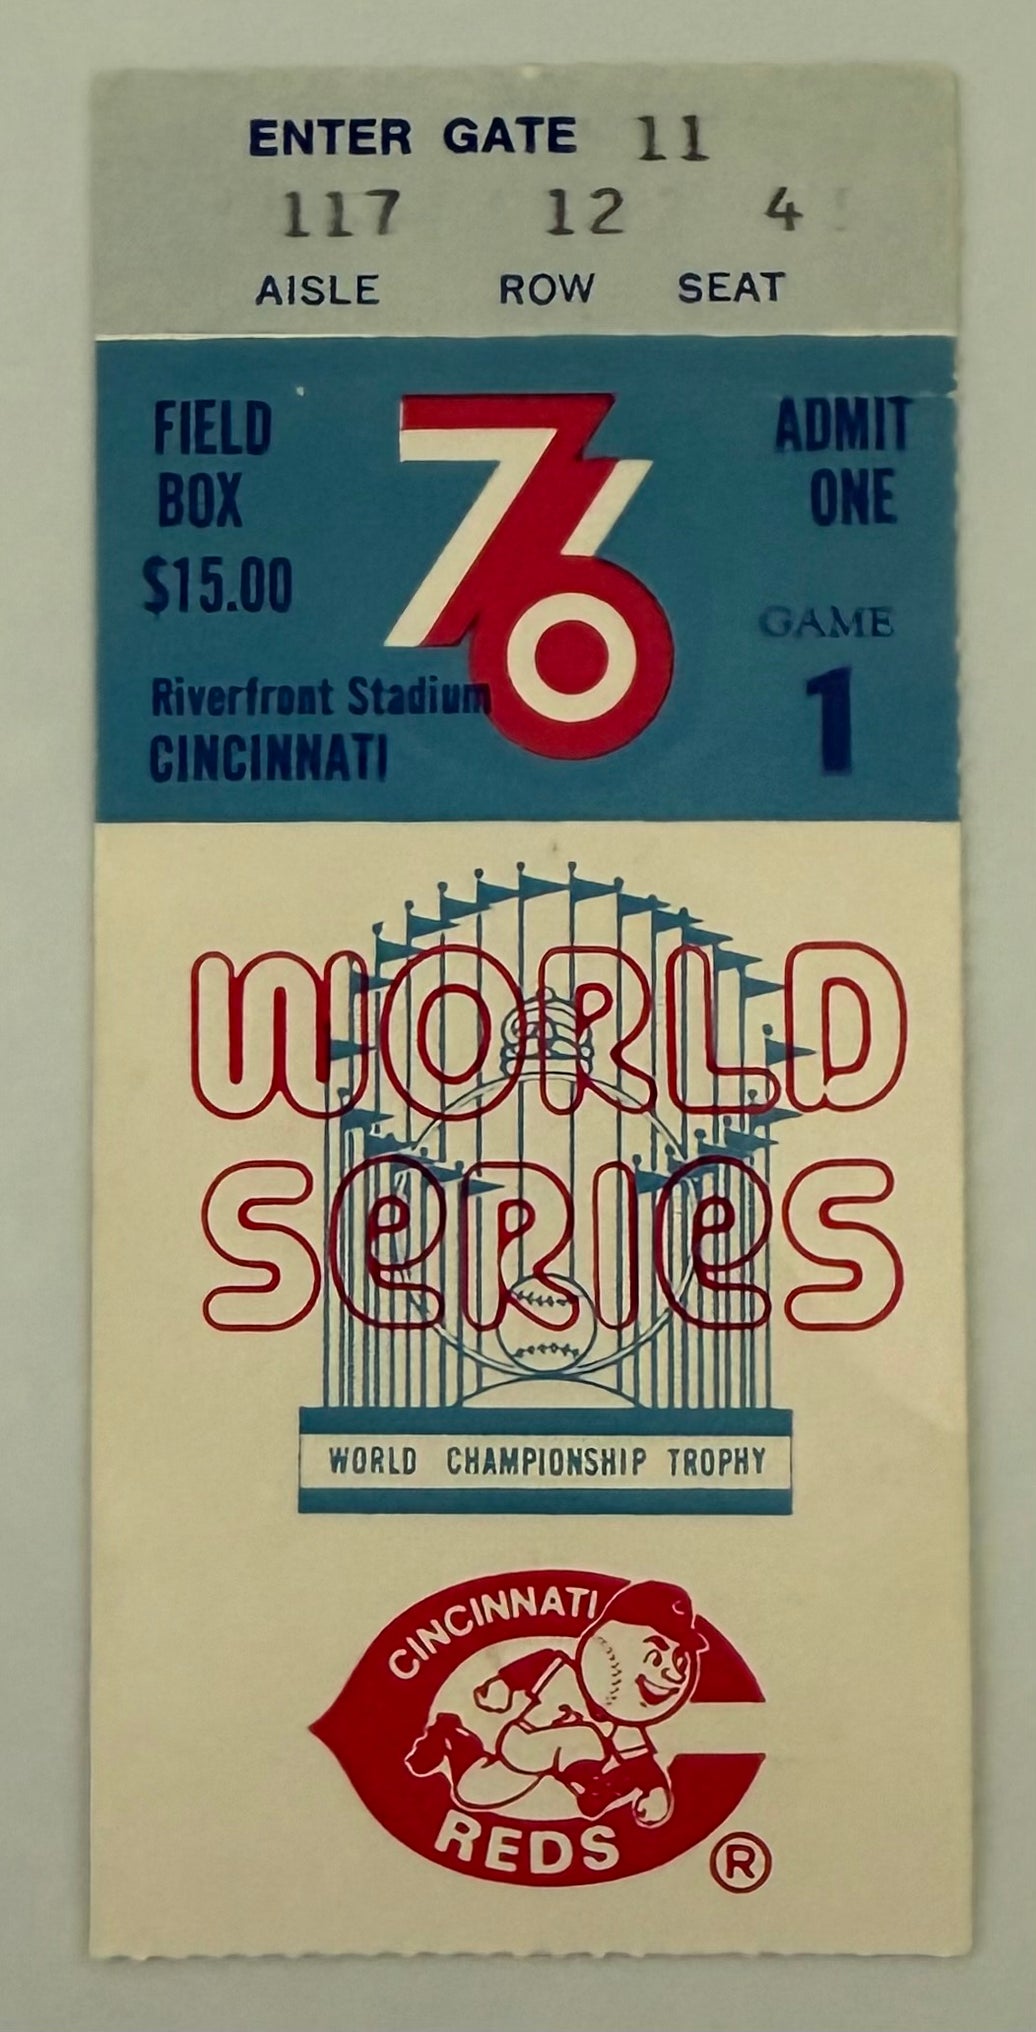 ENTER GATE 11
117 12 4
AISLE ROW SEAT
FIELD
BOX
$15.00
76
ADMIT
ONE
GAME
1
Riverfront Stadium
CINCINNATI
WORLD
SERIES
WORLD CHAMPIONSHIP TROPHY
CINCINNATI
REDS
®